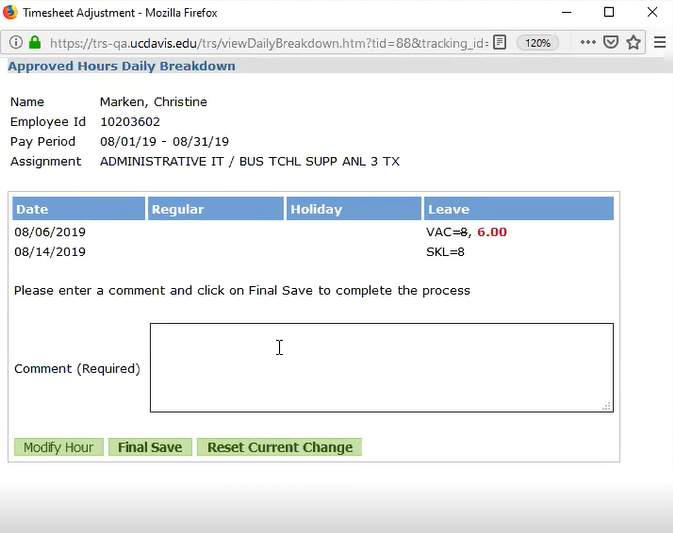 Timesheet Adjustment - Mozilla Firefox
https://trs-qa.ucdavis.edu/trs/viewDailyBreakdown.htm?tid=88&tracking_id= 120%
Approved Hours Daily Breakdown
Name Marken, Christine
Employee Id 10203602
Pay Period 08/01/19 - 08/31/19
Assignment ADMINISTRATIVE IT / BUS TCHL SUPP ANL 3 TX
Date Regular Holiday Leave
08/06/2019 VAC=8, 6.00
08/14/2019 SKL=8
Please enter a comment and click on Final Save to complete the process
Comment (Required)
Modify Hour Final Save Reset Current Change